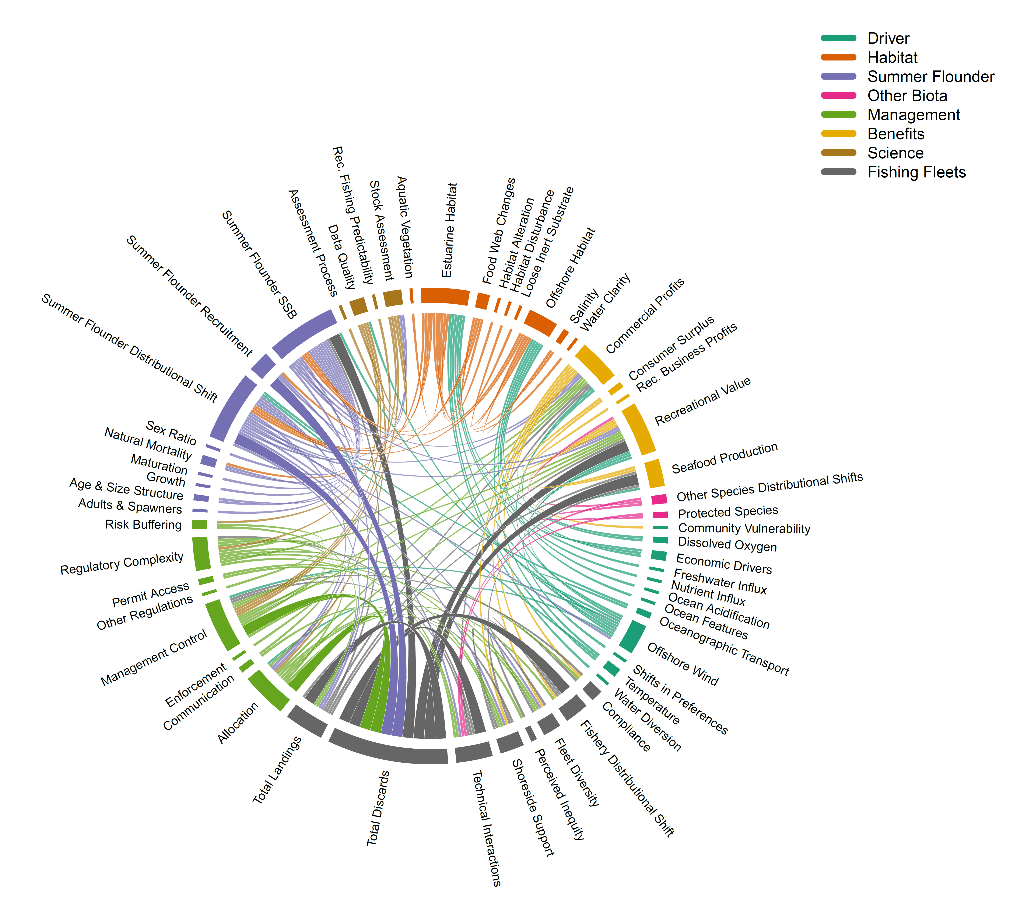 Driver
Habitat
Summer Flounder
Other Biota
Management
Benefits
Science
Fishing Fleets
Summer Flounder Distributional Shift
Summer Flounder Recruitment
Summer Flounder SSB
Assessment Process
Data Quality
Rec. Fishing Predictability
Stock Assessment
Aquatic Vegetation
Estuarine Habitat
Food Web Changes
Habitat Alteration
Habitat Disturbance
Loose Inert Substrate
Offshore Habitat
Salinity
Water Clarity
Commercial Profits
Consumer Surplus
Rec. Business Profits
Recreational Value
Seafood Production
Other Species Distributional Shifts
Protected Species
Community Vulnerability
Dissolved Oxygen
Economic Drivers
Freshwater Influx
Nutrient Influx
Ocean Acidification
Ocean Features
Oceanographic Transport
Offshore Wind
Shifts in Preferences
Temperature
Water Diversion
Compliance
Fishery Distributional Shift
Fleet Diversity
Perceived Inequity
Shoreside Support
Technical Interactions
Total Discards
Total Landings
Allocation
Communication
Enforcement
Management Control
Other Regulations
Permit Access
Regulatory Complexity
Risk Buffering
Adults & Spawners
Age & Size Structure
Growth
Maturation
Natural Mortality
Sex Ratio